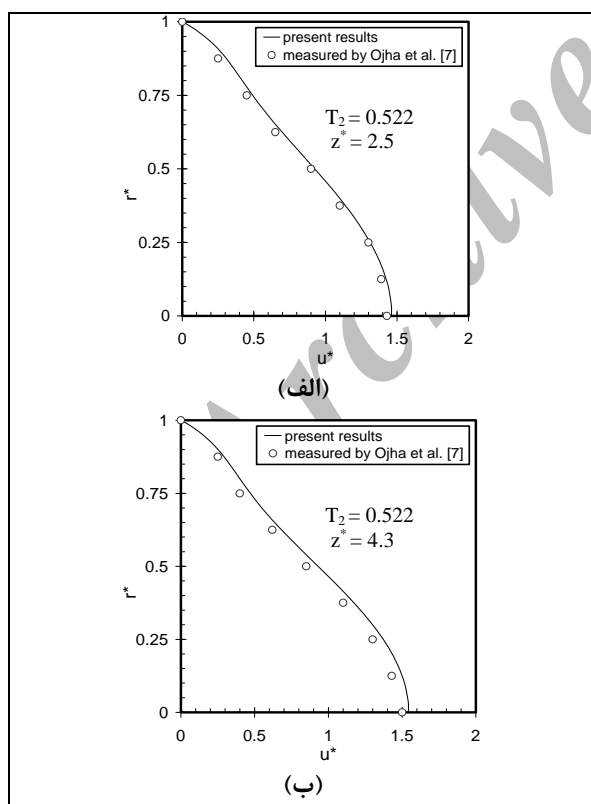 present results
measured by Ojha et al. [7]
T₂ = 0.522
z* = 2.5
1
0.75
0.5
0.25
0
r*
0 0.5 1 1.5 2
u*
(الف)
present results
measured by Ojha et al. [7]
T₂ = 0.522
z* = 4.3
1
0.75
0.5
0.25
0
r*
0 0.5 1 1.5 2
u*
(ب)
Archive